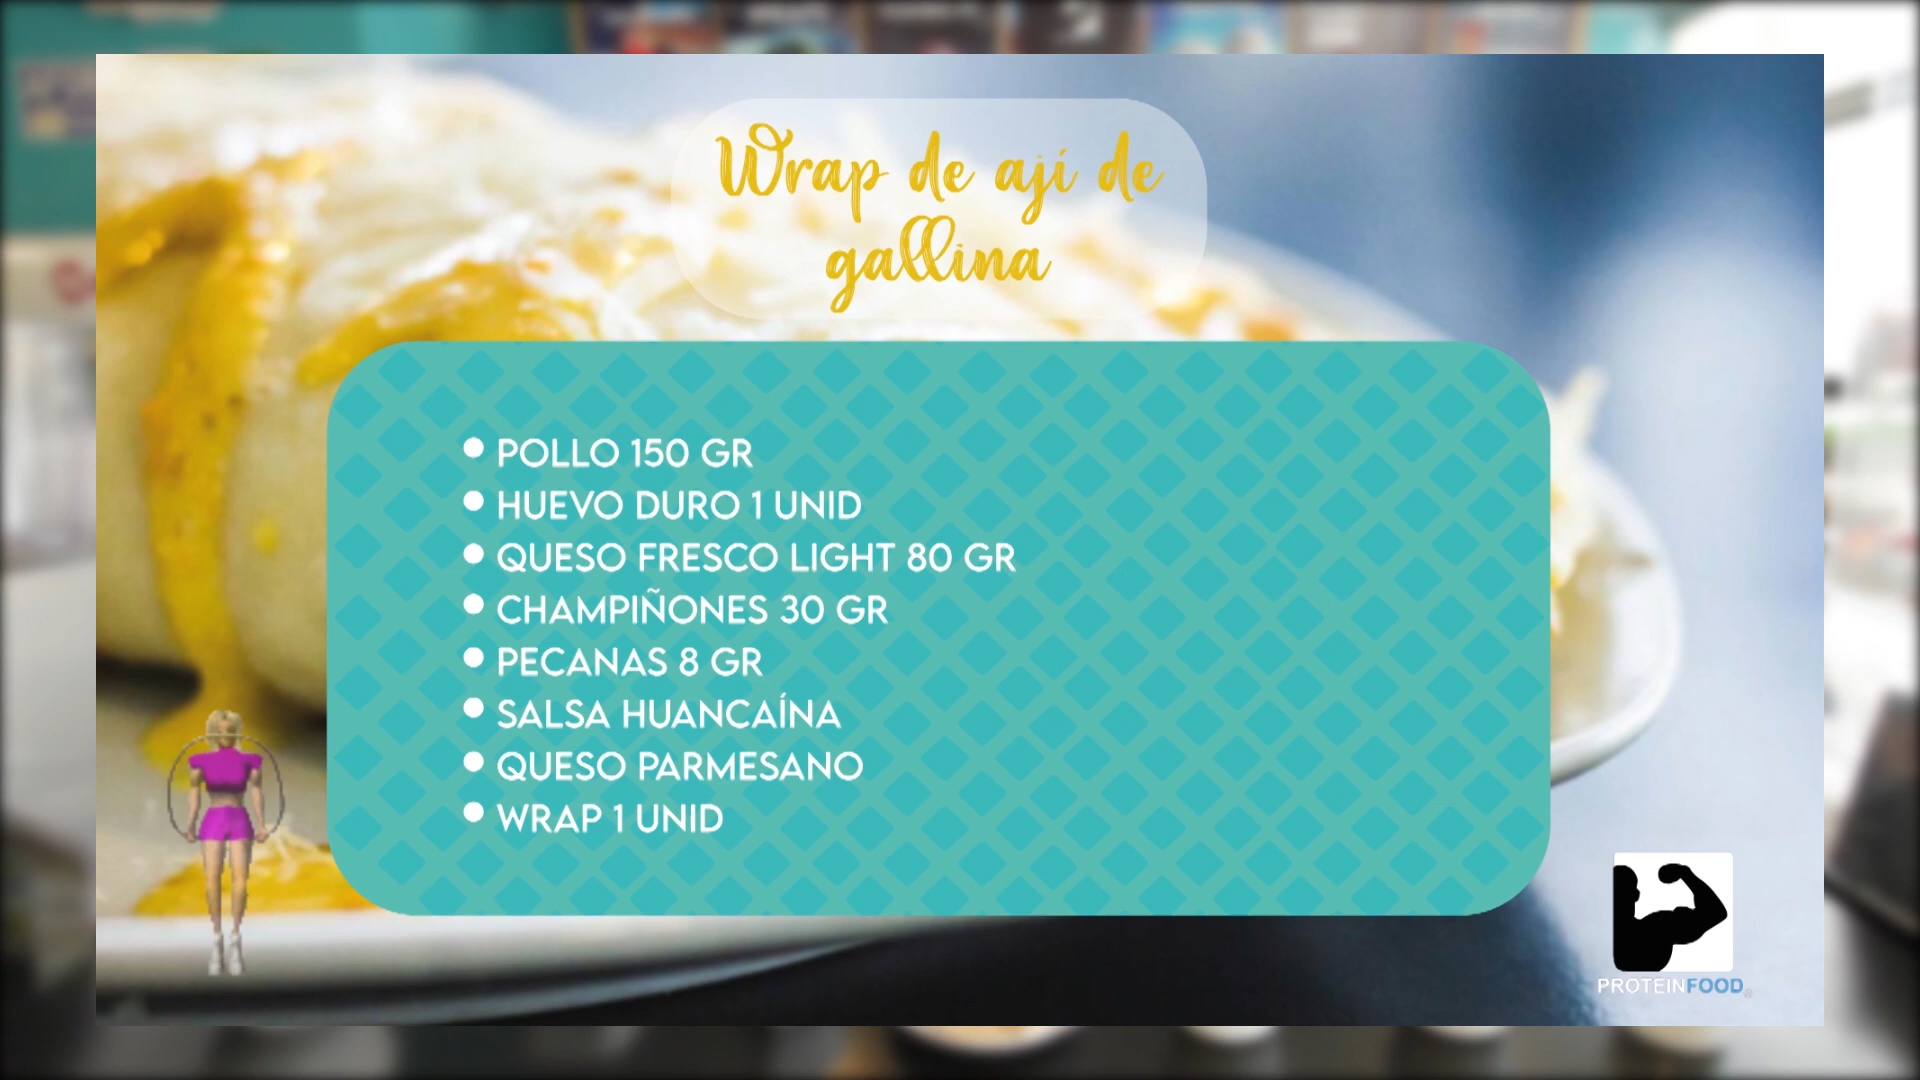 Wrap de ají de
gallina
POLLO 150 GR
HUEVO DURO 1 UNID
QUESO FRESCO LIGHT 80 GR
CHAMPIÑONES 30 GR
PECANAS 8 GR
SALSA HUANCAÍNA
QUESO PARMESANO
WRAP 1 UNID
PROTEINFOOD